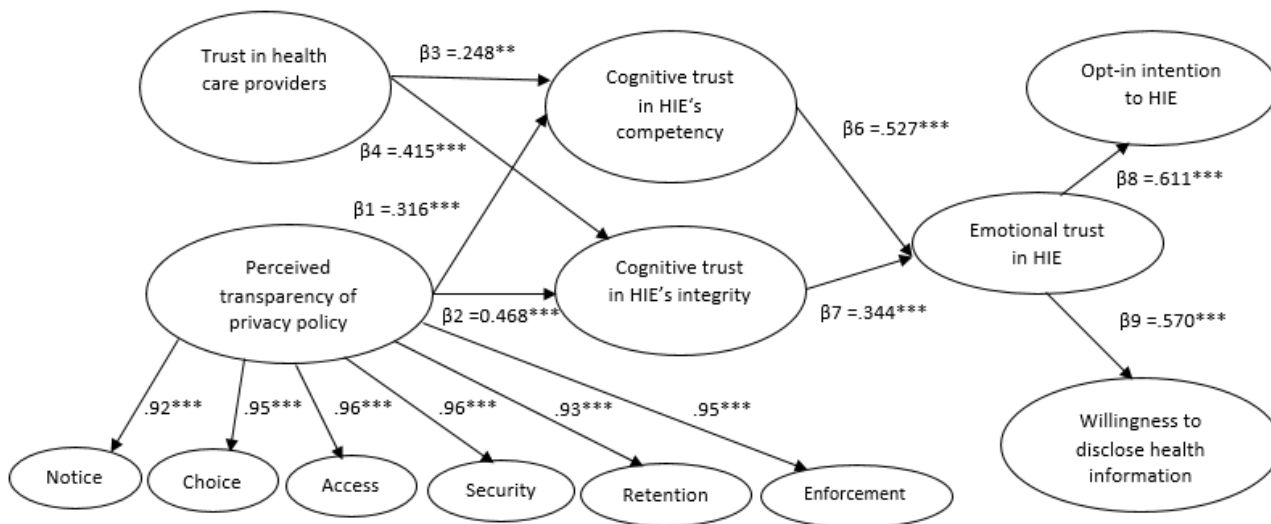 Trust in health
care providers
β3 =.248**
Cognitive trust
in HIE‘s
competency
Opt-in intention
to HIE
β4 =.415***
β6 =.527***
β8 =.611***
β1 =.316***
Emotional trust
in HIE
Perceived
transparency of
privacy policy
Cognitive trust
in HIE’s integrity
β2 =0.468***
β7 =.344***
β9 =.570***
.92***
.95***
.96***
.96***
.93***
.95***
Willingness to
disclose health
information
Notice
Choice
Access
Security
Retention
Enforcement